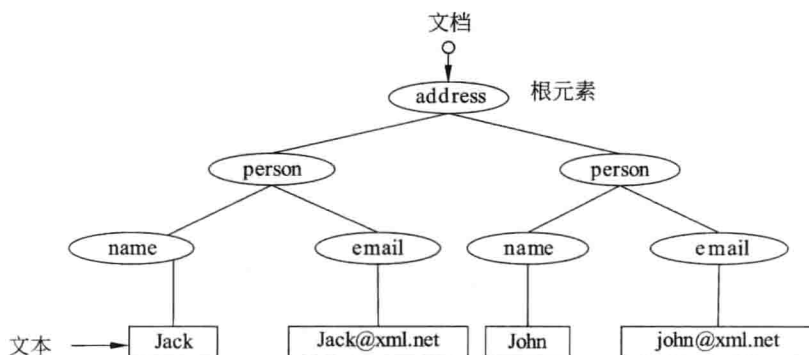 文档
address
根元素
person
person
name
email
name
email
文本
Jack
Jack@xml.net
John
john@xml.net